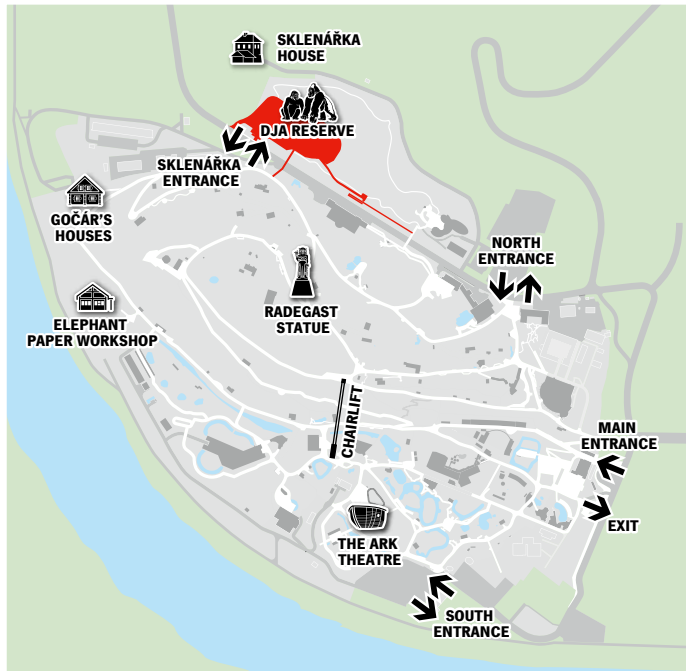 SKLENÁŘKA
HOUSE
DJA RESERVE
SKLENÁŘKA
ENTRANCE
GOČÁR'S
HOUSES
NORTH
ENTRANCE
RADEGAST
STATUE
ELEPHANT
PAPER WORKSHOP
CHAIRLIFT
MAIN
ENTRANCE
EXIT
THE ARK
THEATRE
SOUTH
ENTRANCE